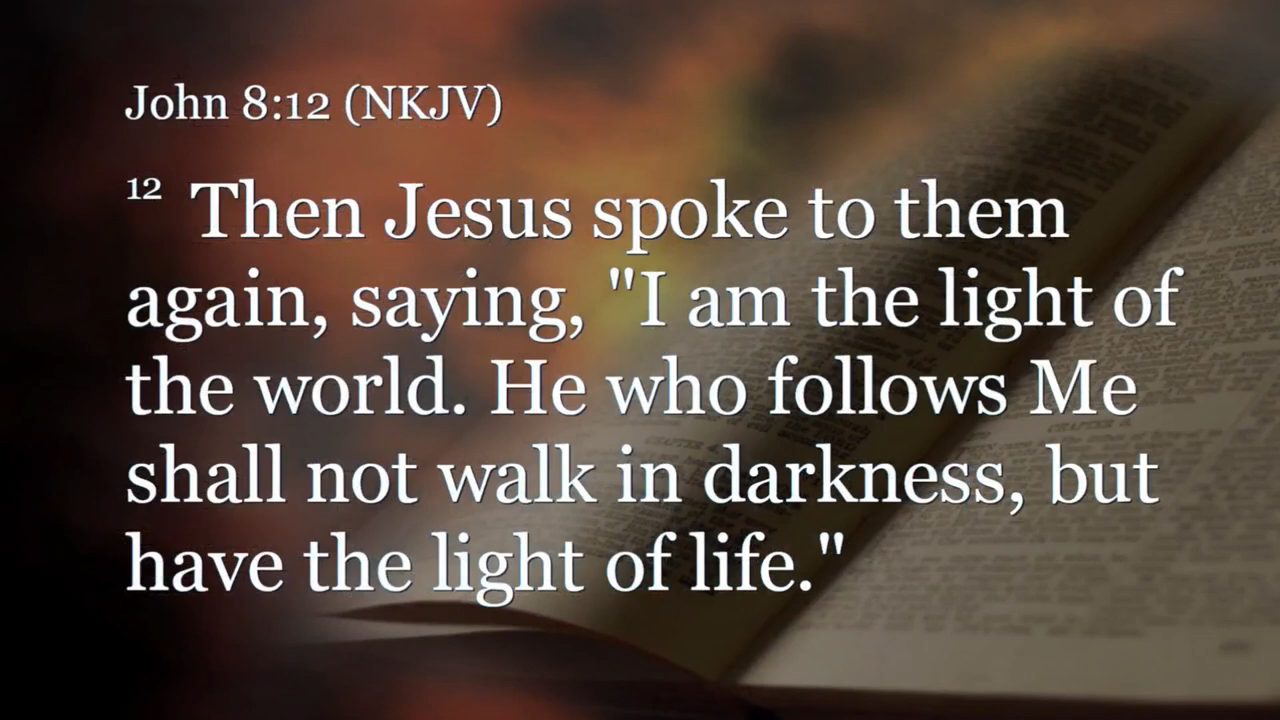 John 8:12 (NKJV)
12 Then Jesus spoke to them
again, saying, "I am the light of
the world. He who follows Me
shall not walk in darkness, but
have the light of life."